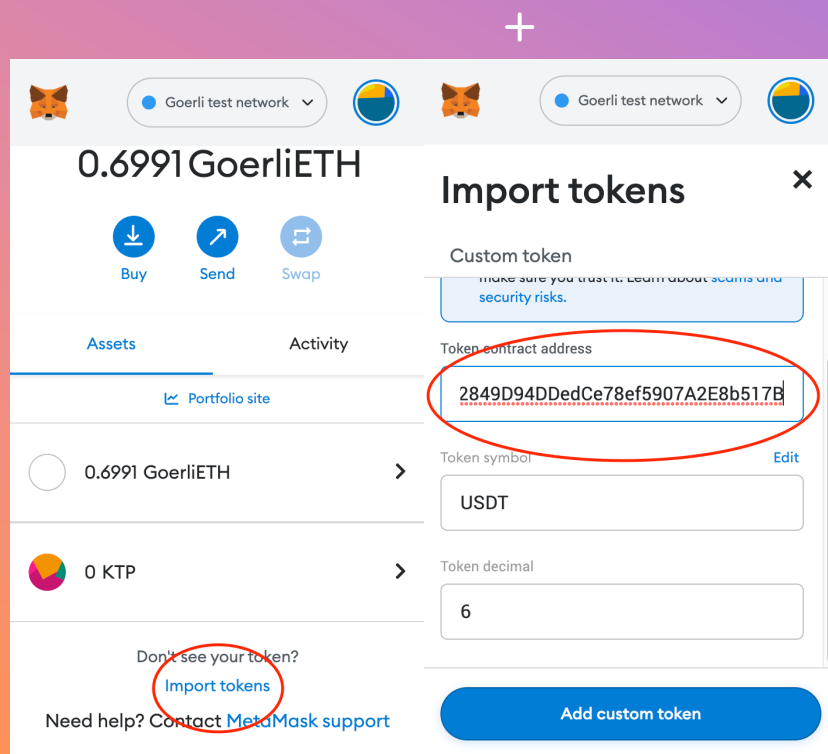 Goerli test network
0.6991 GoerliETH
Buy
Send
Swap
Assets
Activity
Portfolio site
0.6991 GoerliETH
0 KTP
Don't see your token?
Import tokens
Need help? Contact MetaMask support
Goerli test network
Import tokens
Custom token
make sure you trust it. Learn about scams and
security risks.
Token contract address
2849D94DDedCe78ef5907A2E8b517B
Token symbol
Edit
USDT
Token decimal
6
Add custom token